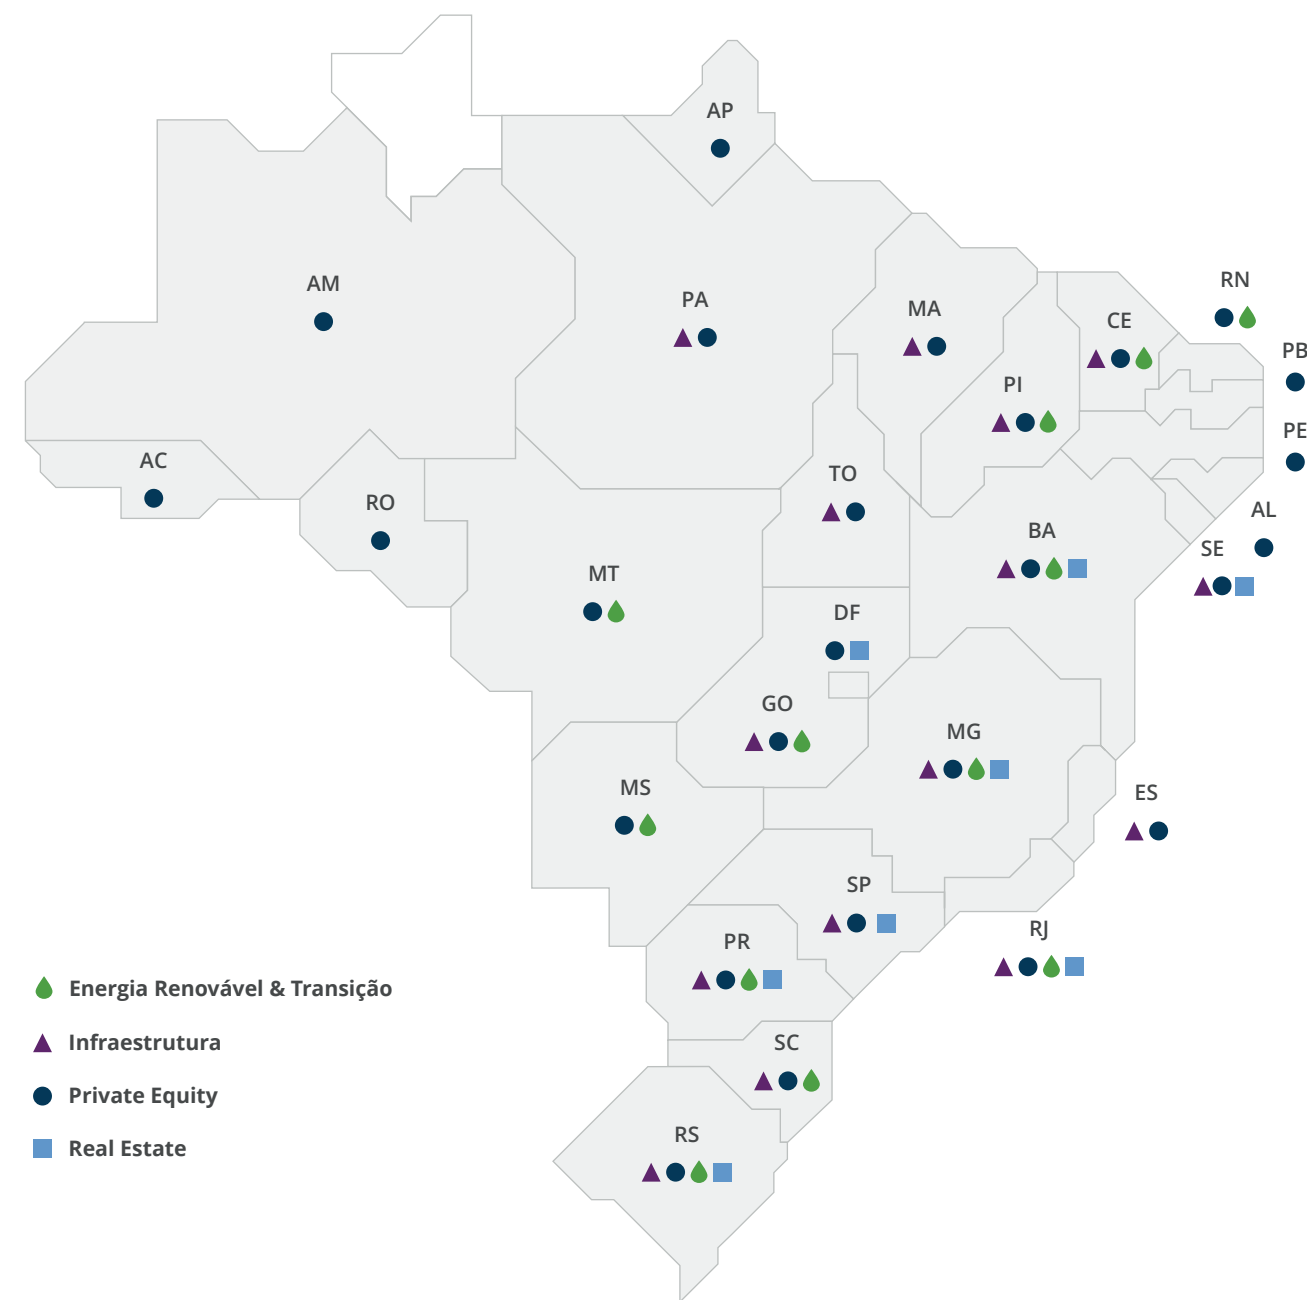 AP
AM
PA
MA
RN
CE
PB
PI
PE
AC
TO
RO
AL
BA
SE
MT
DF
GO
MG
MS
ES
SP
RJ
PR
Energia Renovável & Transição
Infraestrutura
SC
Private Equity
RS
Real Estate